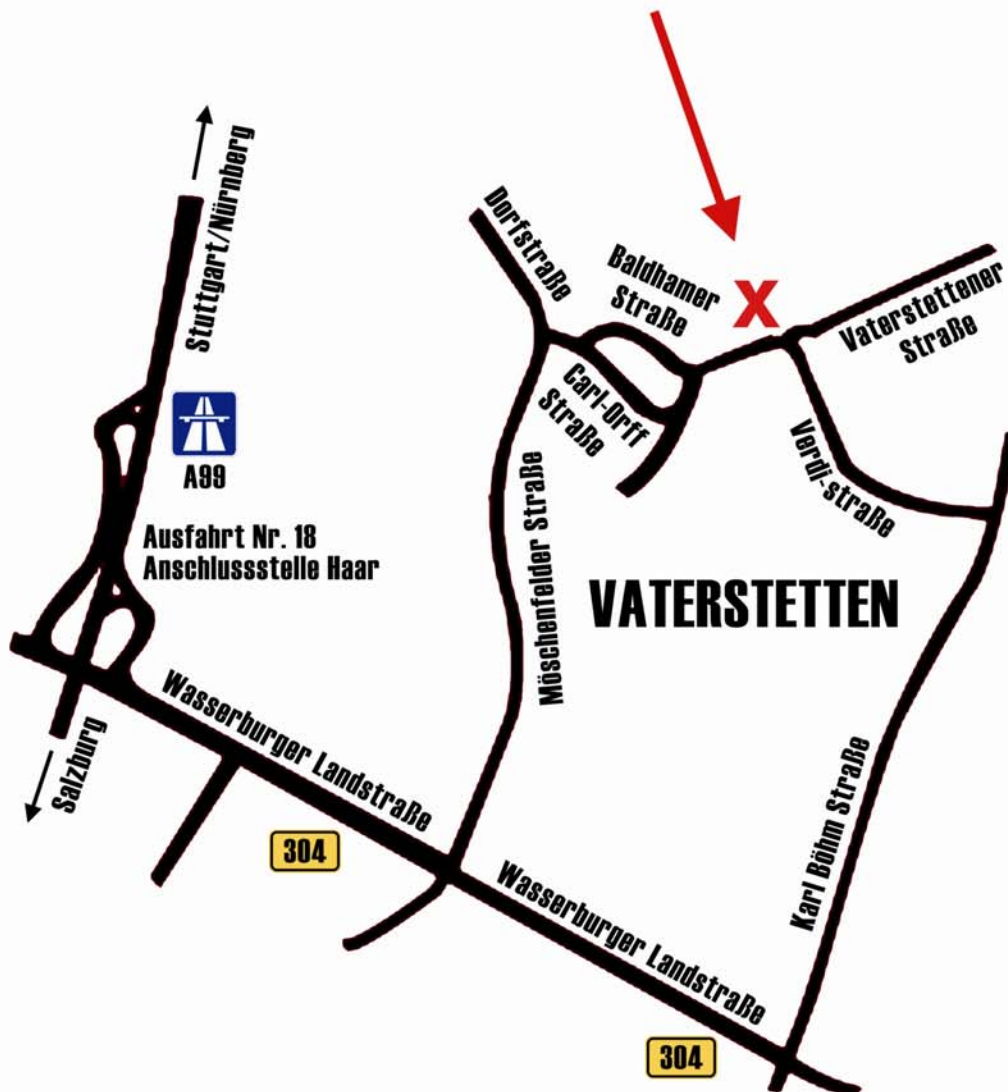 Stuttgart/Nürnberg
Dorfstraße
Baldhamer
Straße
X
Vaterstettener
Straße
Carl-Orff
Straße
A99
Verdi-straße
Möschenfelder Straße
Ausfahrt Nr. 18
Anschlussstelle Haar
VATERSTETTEN
Wasserburger Landstraße
Salzburg
304
Karl Böhm Straße
Wasserburger Landstraße
304